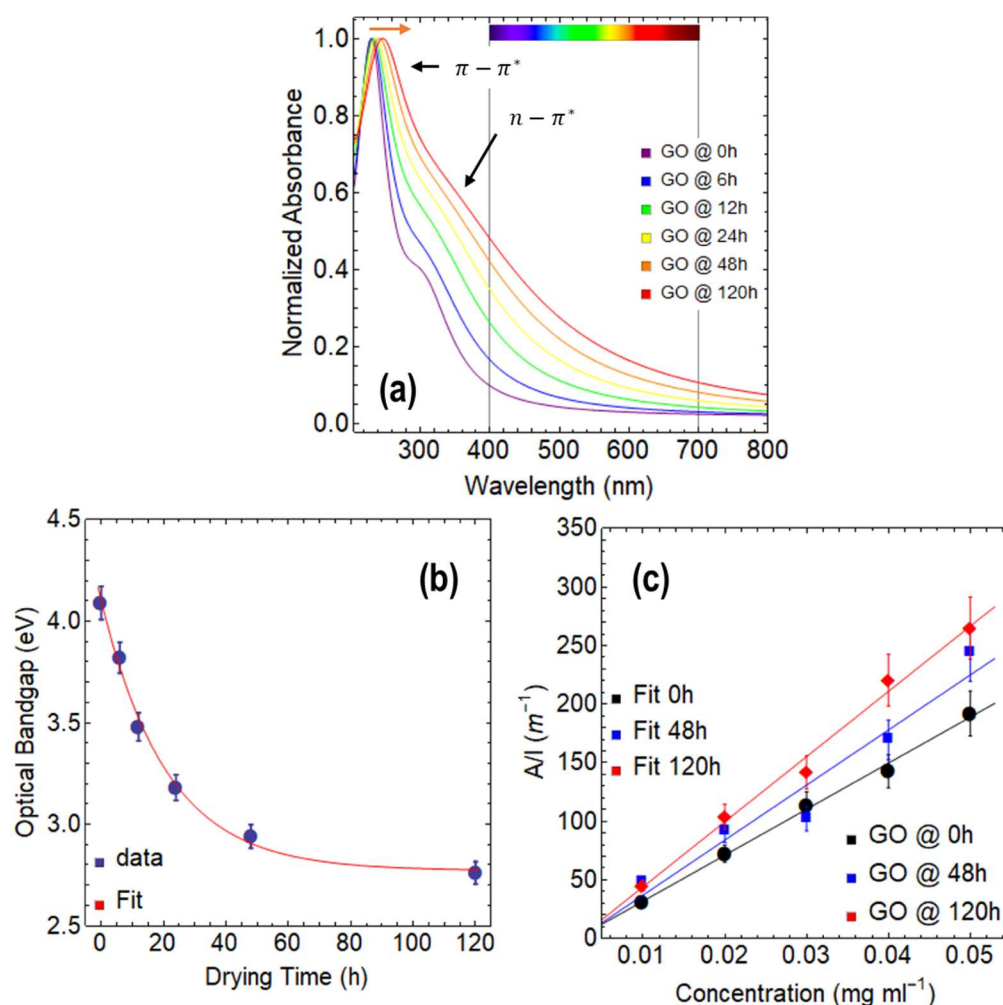 1.0
0.8
0.6
0.4
0.2
0.0
Normalized Absorbance
π − π*
n − π*
GO @ 0h
GO @ 6h
GO @ 12h
GO @ 24h
GO @ 48h
GO @ 120h
(a)
300 400 500 600 700 800
Wavelength (nm)
4.5
4.0
3.5
3.0
2.5
Optical Bandgap (eV)
(b)
data
Fit
0 20 40 60 80 100 120
Drying Time (h)
350
300
250
200
150
100
50
0
A/l (m⁻¹)
(c)
Fit 0h
Fit 48h
Fit 120h
GO @ 0h
GO @ 48h
GO @ 120h
0.01 0.02 0.03 0.04 0.05
Concentration (mg ml⁻¹)